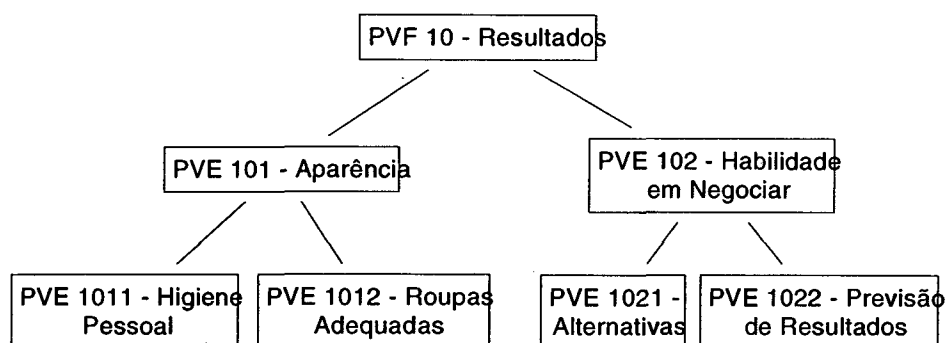 PVF 10 - Resultados
PVE 101 - Aparência
PVE 102 - Habilidade
em Negociar
PVE 1011 - Higiene
Pessoal
PVE 1012 - Roupas
Adequadas
PVE 1021 -
Alternativas
PVE 1022 - Previsão
de Resultados